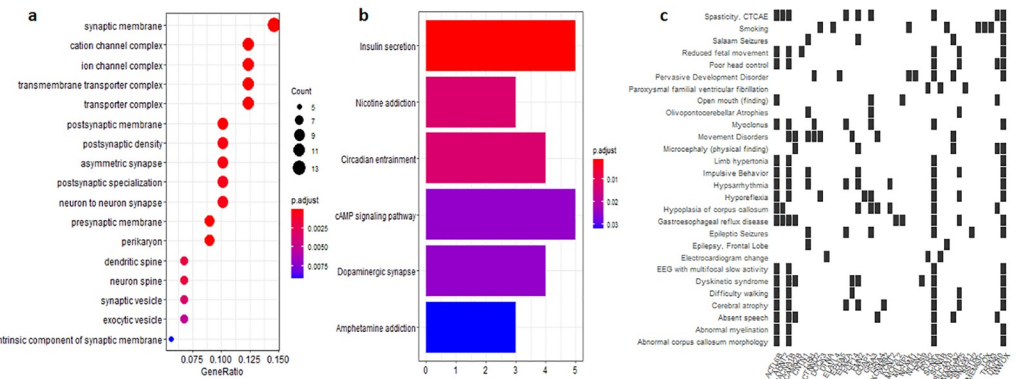 a
synaptic membrane
cation channel complex
ion channel complex
transmembrane transporter complex
transporter complex
postsynaptic membrane
postsynaptic density
asymmetric synapse
postsynaptic specialization
neuron to neuron synapse
presynaptic membrane
perikaryon
dendritic spine
neuron spine
synaptic vesicle
exocytic vesicle
ntrinsic component of synaptic membrane
0.075 0.100 0.125 0.150
GeneRatio
Count
5
7
9
11
13
p.adjust
0.0025
0.0050
0.0075
b
Insulin secretion
Nicotine addiction
Circadian entrainment
cAMP signaling pathway
Dopaminergic synapse
Amphetamine addiction
0 1 2 3 4 5
p.adjust
0.01
0.02
0.03
c
Spasticity, CTCAE
Smoking
Salaam Seizures
Reduced fetal movement
Poor head control
Pervasive Development Disorder
Paroxysmal familial ventricular fibrillation
Open mouth (finding)
Olivopontocerebellar Atrophies
Myoclonus
Movement Disorders
Microcephaly (physical finding)
Limb hypertonia
Impulsive Behavior
Hypsarrhythmia
Hyporeflexia
Hypoplasia of corpus callosum
Gastroesophageal reflux disease
Epileptic Seizures
Epilepsy, Frontal Lobe
Electrocardiogram change
EEG with multifocal slow activity
Dyskinetic syndrome
Difficulty walking
Cerebral atrophy
Absent speech
Abnormal myelination
Abnormal corpus callosum morphology